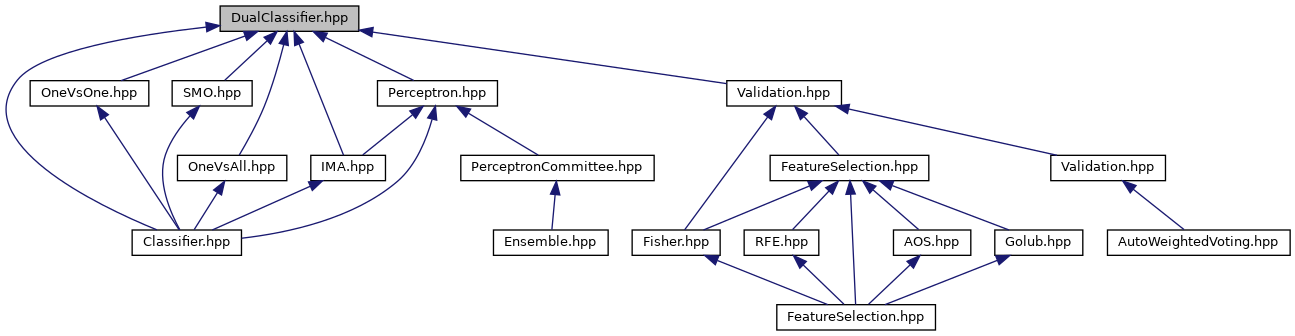 DualClassifier.hpp
OneVsOne.hpp
SMO.hpp
Perceptron.hpp
Validation.hpp
OneVsAll.hpp
IMA.hpp
PerceptronCommittee.hpp
FeatureSelection.hpp
Validation.hpp
Classifier.hpp
Ensemble.hpp
Fisher.hpp
RFE.hpp
AOS.hpp
Golub.hpp
AutoWeightedVoting.hpp
FeatureSelection.hpp